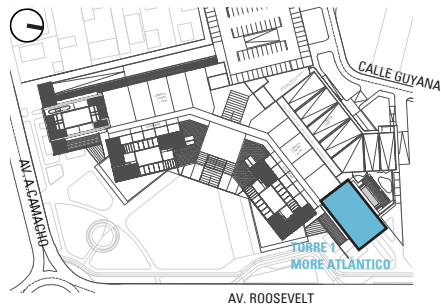 CALLE GUYANA
AV. A.CAMACHO
TORRE 1
MORE ATLÁNTICO
AV. ROOSEVELT